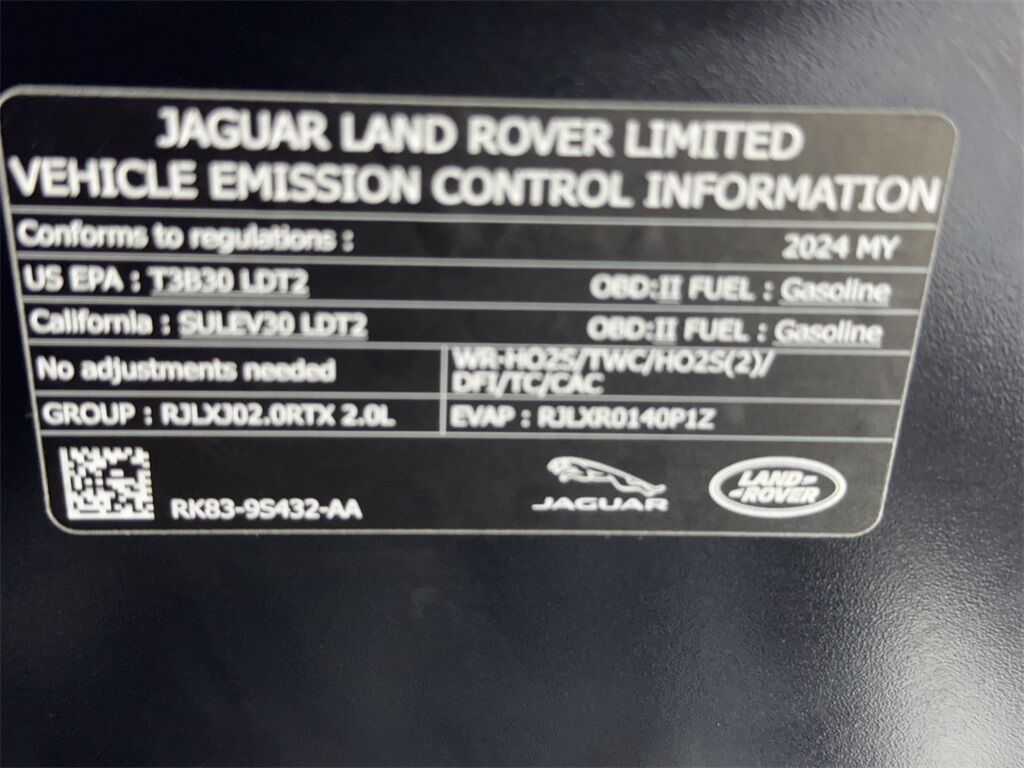 JAGUAR LAND ROVER LIMITED
VEHICLE EMISSION CONTROL INFORMATION
Conforms to regulations : 2024 MY
US EPA : T3B30 LDT2 OBD:II FUEL : Gasoline
California : SULEV30 LDT2 OBD:II FUEL : Gasoline
No adjustments needed
WR-HO2S/TWC/HO2S(2)/
DFI/TC/CAC
GROUP : RJLXJ02.0RTX 2.0L
EVAP : RJLXR0140P1Z
RK83-9S432-AA
JAGUAR
LAND
ROVER